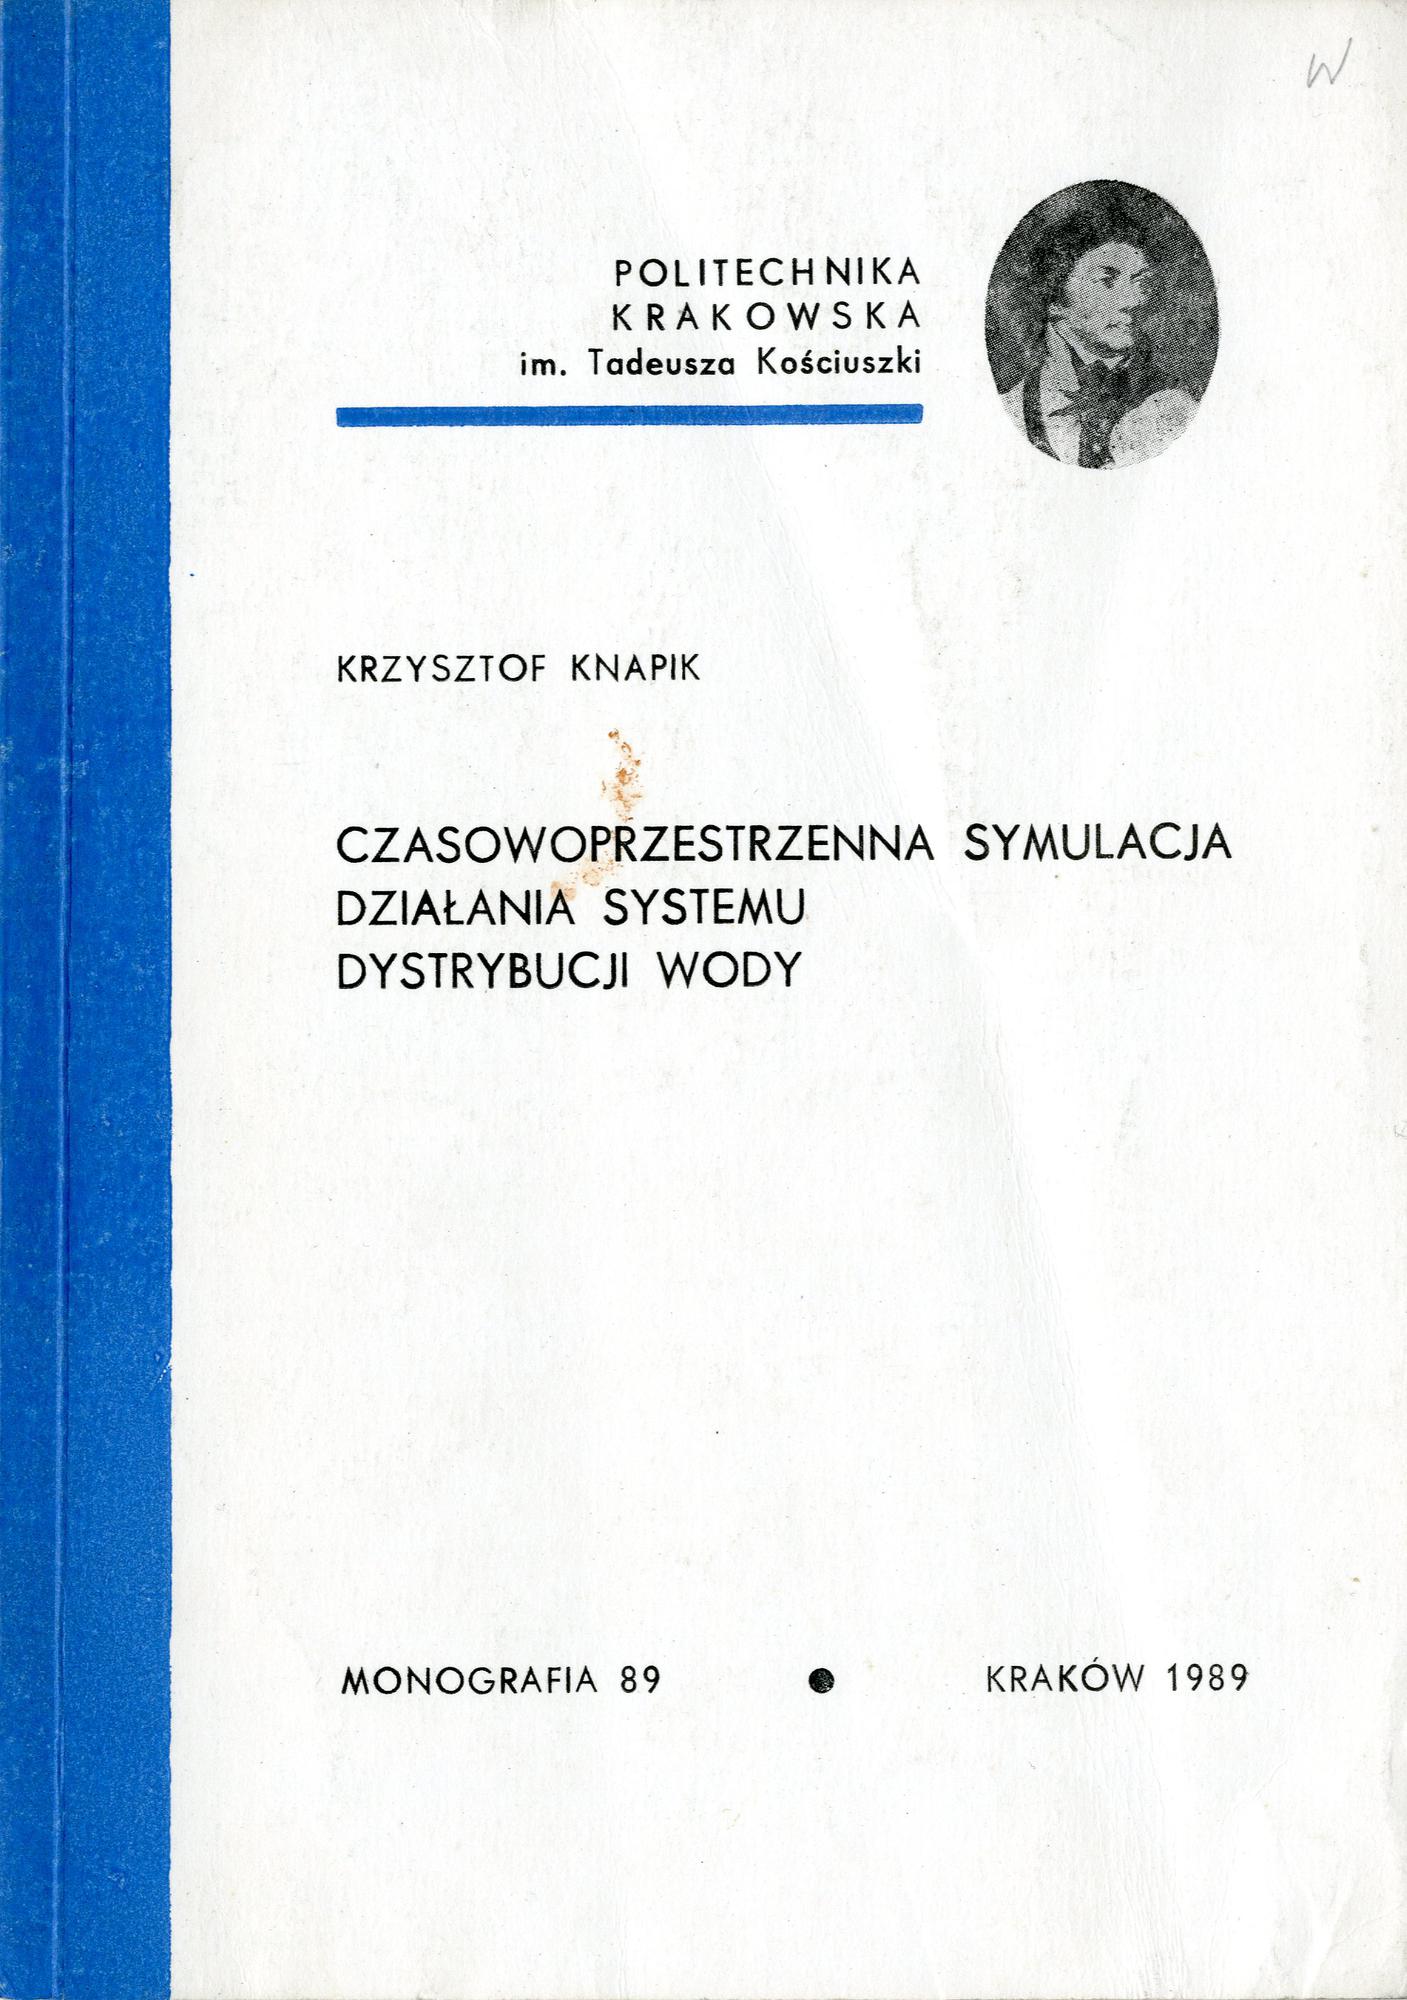 W
POLITECHNIKA
KRAKOWSKA
im. Tadeusza Kościuszki
KRZYSZTOF KNAPIK
CZASOWOPRZESTRZENNA SYMULACJA
DZIAŁANIA SYSTEMU
DYSTRYBUCJI WODY
MONOGRAFIA 89 ● KRAKÓW 1989